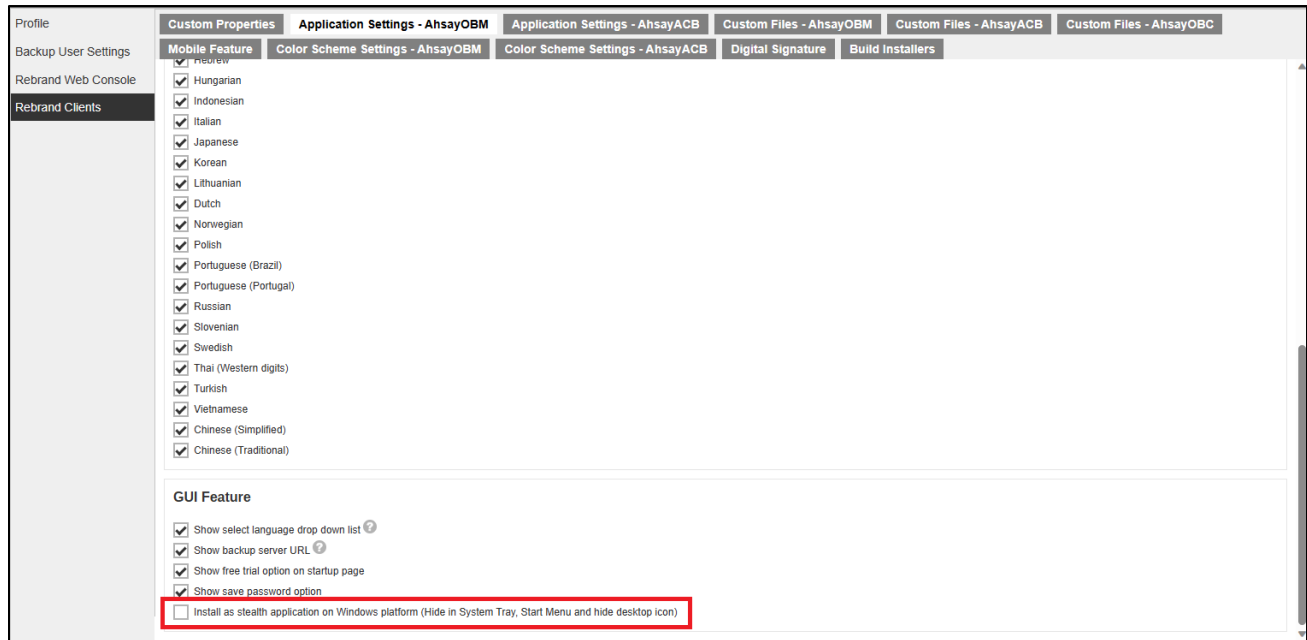 Profile
Backup User Settings
Rebrand Web Console
Rebrand Clients
Custom Properties Application Settings - AhsayOBM Application Settings - AhsayACB Custom Files - AhsayOBM Custom Files - AhsayACB Custom Files - AhsayOBC
Mobile Feature Color Scheme Settings - AhsayOBM Color Scheme Settings - AhsayACB Digital Signature Build Installers
Hebrew
Hungarian
Indonesian
Italian
Japanese
Korean
Lithuanian
Dutch
Norwegian
Polish
Portuguese (Brazil)
Portuguese (Portugal)
Russian
Slovenian
Swedish
Thai (Western digits)
Turkish
Vietnamese
Chinese (Simplified)
Chinese (Traditional)
GUI Feature
Show select language drop down list ?
Show backup server URL ?
Show free trial option on startup page
Show save password option
Install as stealth application on Windows platform (Hide in System Tray, Start Menu and hide desktop icon)